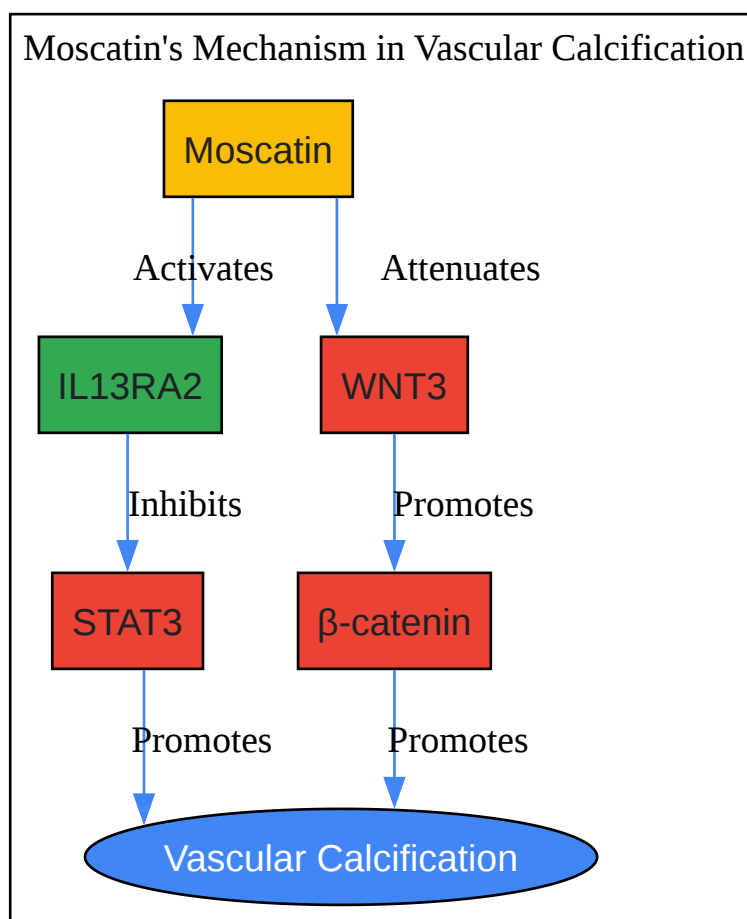 Moscatin's Mechanism in Vascular Calcification
Moscatin
Activates
Attenuates
IL13RA2
WNT3
Inhibits
Promotes
STAT3
β-catenin
Promotes
Promotes
Vascular Calcification